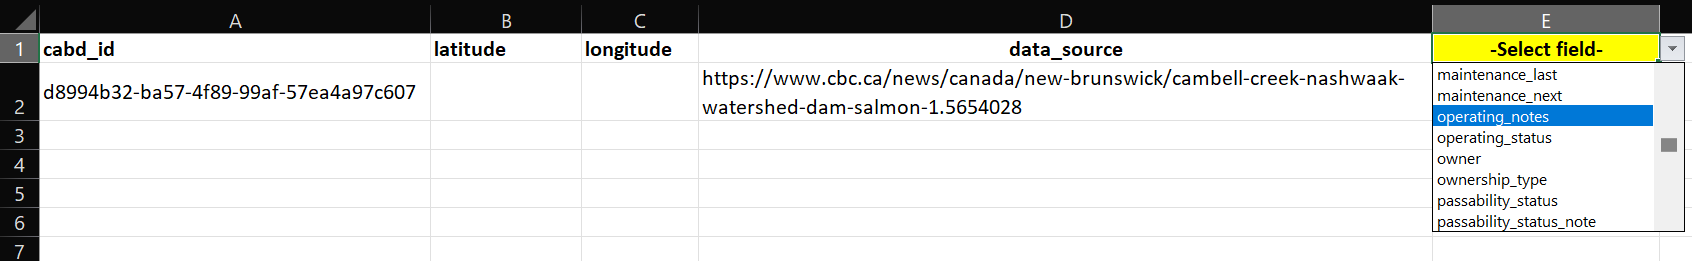 A B C D E
1 cabd_id latitude longitude data_source -Select field-
2 d8994b32-ba57-4f89-99af-57ea4a97c607 https://www.cbc.ca/news/canada/new-brunswick/cambell-creek-nashwaak-
watershed-dam-salmon-1.5654028
3
4
5
6
7
maintenance_last
maintenance_next
operating_notes
operating_status
owner
ownership_type
passability_status
passability_status_note